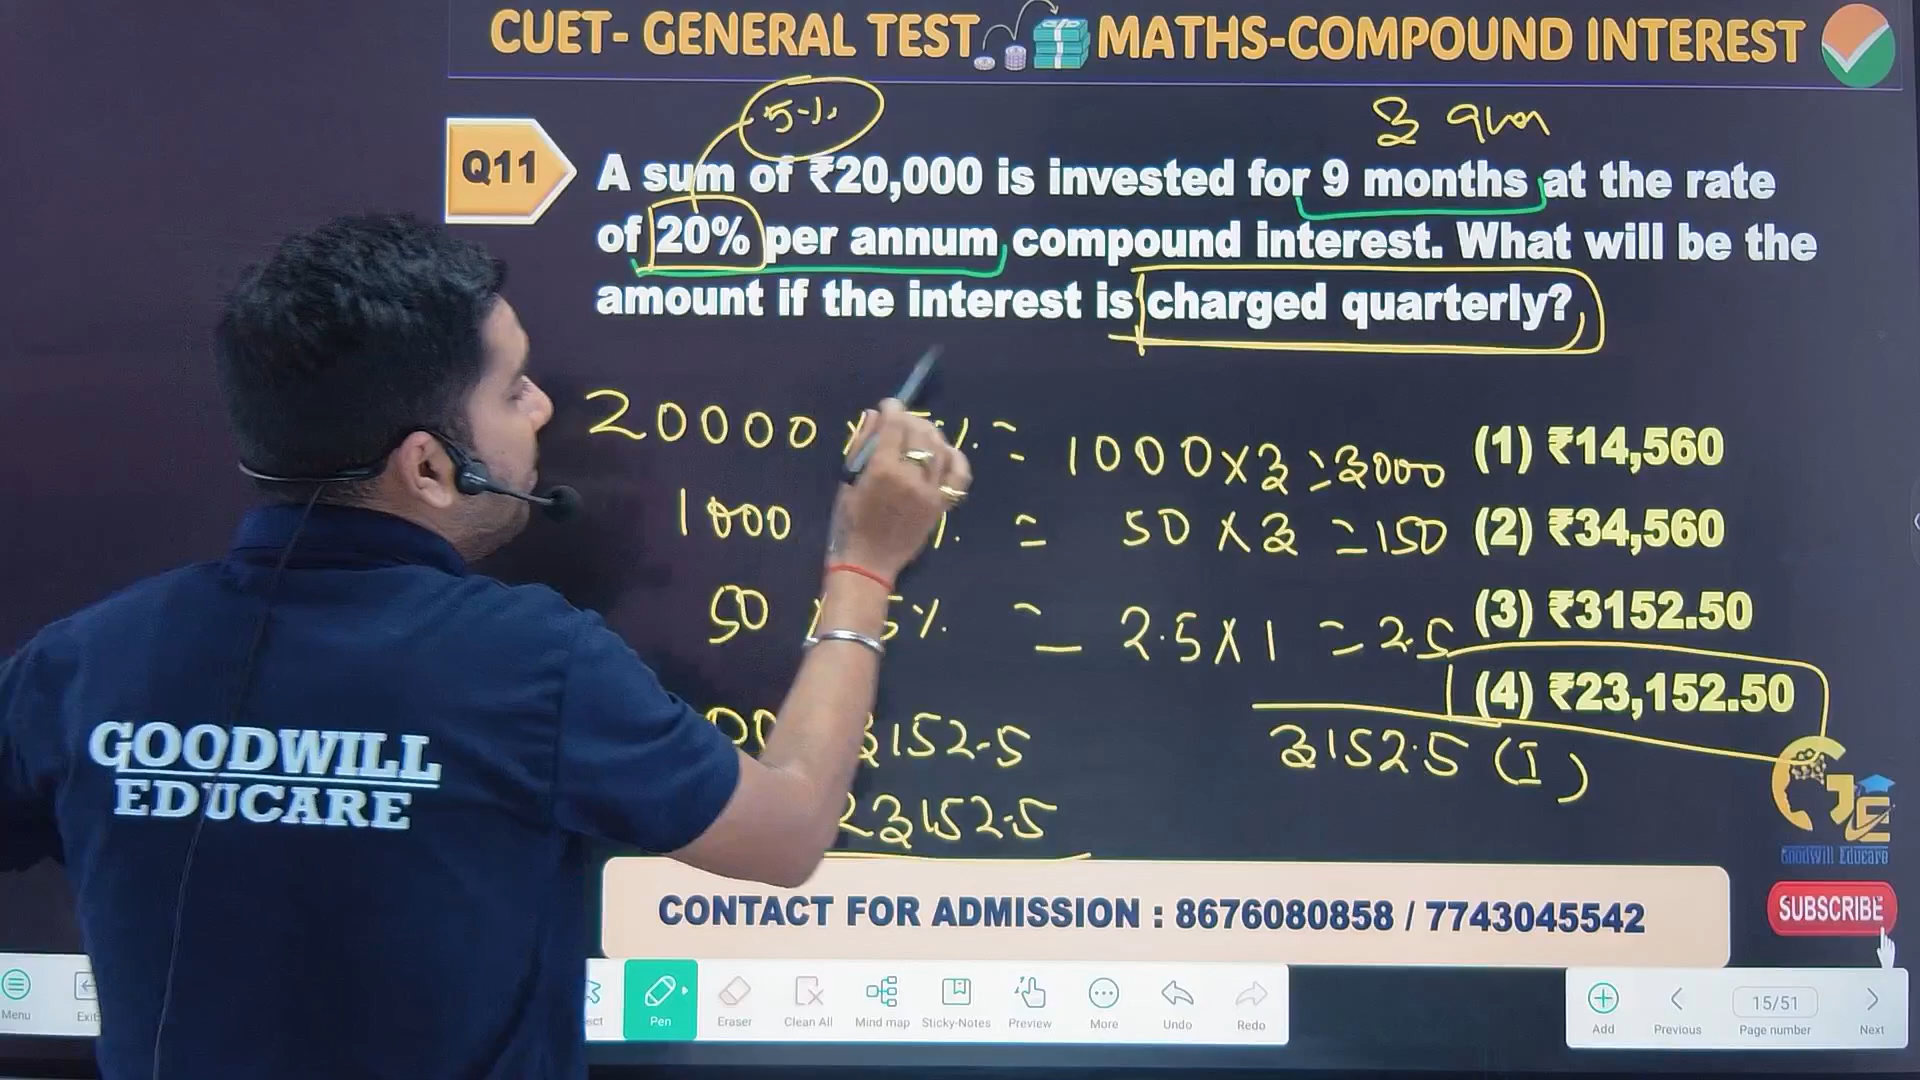 CUET- GENERAL TEST MATHS-COMPOUND INTEREST
5%
3 quar
Q11
A sum of ₹20,000 is invested for 9 months at the rate
of 20% per annum compound interest. What will be the
amount if the interest is charged quarterly?
20000 × 5% = 1000 × 3 = 3000
1000 % = 50 × 3 = 150
50 × 5% = 2.5 × 1 = 2.5
3152.5 (I)
3152.5
23152.5
(1) ₹14,560
(2) ₹34,560
(3) ₹3152.50
(4) ₹23,152.50
GOODWILL
EDUCARE
GE
Goodwill Educare
CONTACT FOR ADMISSION : 8676080858 / 7743045542
SUBSCRIBE
Menu Exit Pen Eraser Clean All Mind map Sticky-Notes Preview More Undo Redo Add Previous 15/51 Page number Next